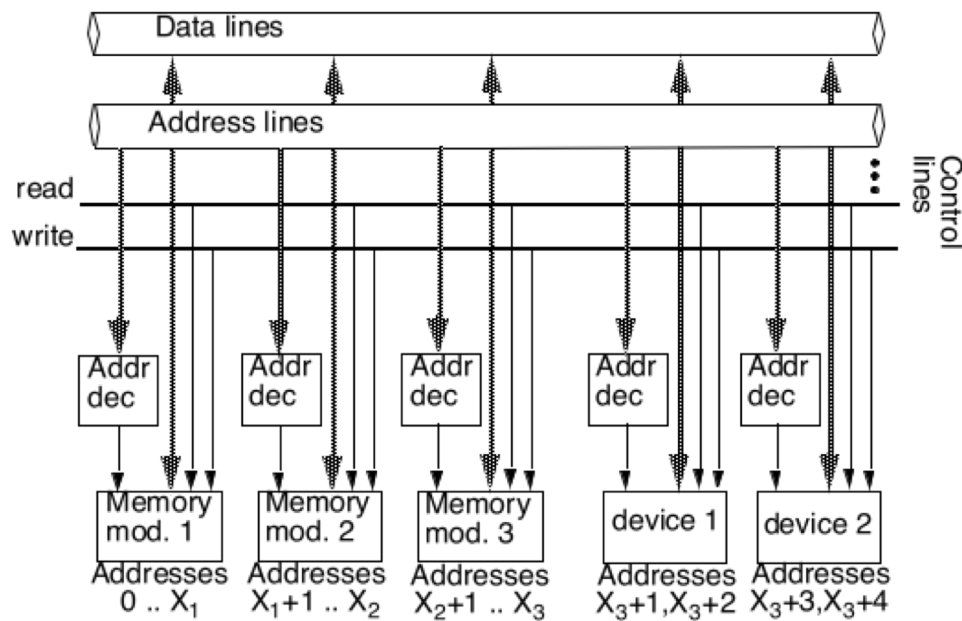 Data lines
Address lines
read
write
Control
lines
Addr
dec
Addr
dec
Addr
dec
Addr
dec
Addr
dec
Memory
mod. 1
Memory
mod. 2
Memory
mod. 3
device 1
device 2
Addresses
0 .. X₁
Addresses
X₁+1 .. X₂
Addresses
X₂+1 .. X₃
Addresses
X₃+1,X₃+2
Addresses
X₃+3,X₃+4